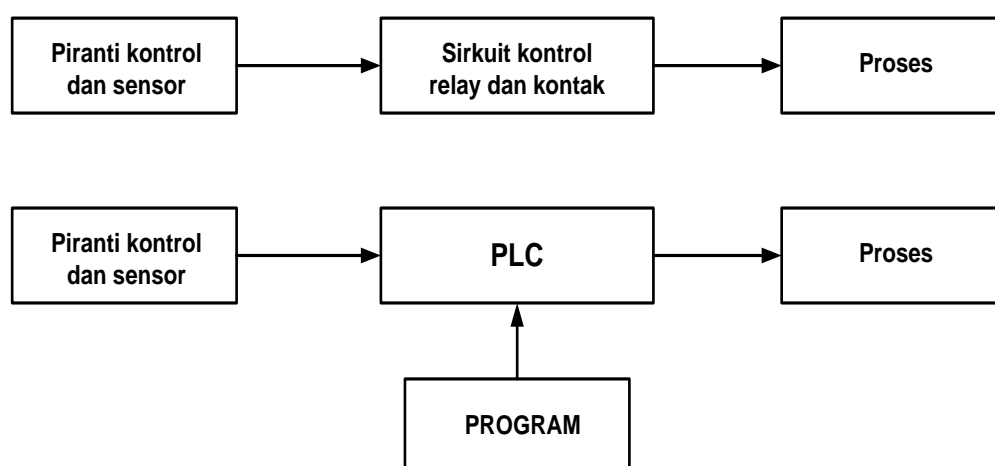 Piranti kontrol
dan sensor
Sirkuit kontrol
relay dan kontak
Proses
Piranti kontrol
dan sensor
PLC
Proses
PROGRAM